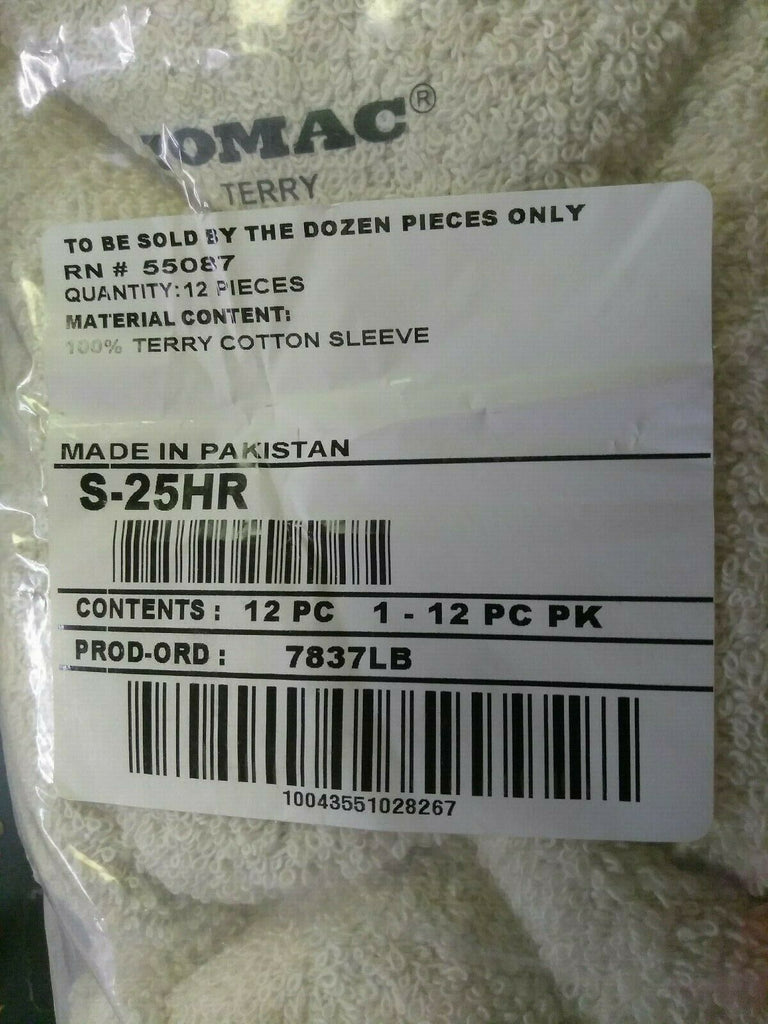 TERRY
TO BE SOLD BY THE DOZEN PIECES ONLY
RN # 55087
QUANTITY:12 PIECES
MATERIAL CONTENT:
100% TERRY COTTON SLEEVE
MADE IN PAKISTAN
S-25HR
CONTENTS : 12 PC 1 - 12 PC PK
PROD-ORD : 7837LB
10043551028267